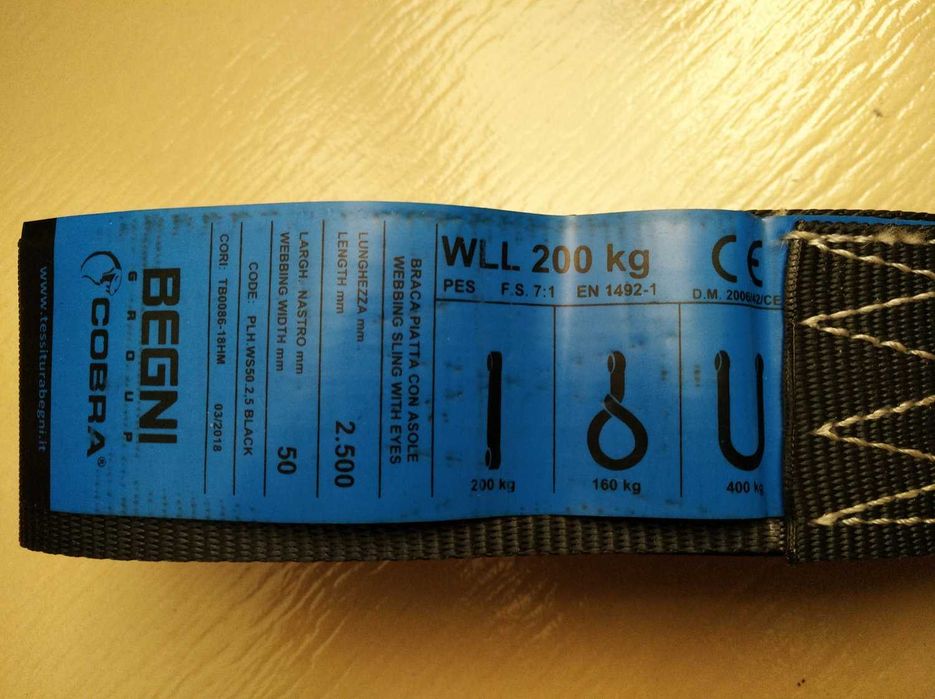 WLL 200 kg
CE
PES F.S. 7:1 EN 1492-1
D.M. 2006/42/CE
200 kg
160 kg
400 kg
BRACA PIATTA CON ASOLE
WEBBING SLING WITH EYES
LUNGHEZZA mm
LENGTH mm
2.500
LARGH. NASTRO mm
WEBBING WIDTH mm
50
CODE. PLH.WS50.2,5 BLACK
CORI: TB0086-18HM 03/2018
BEGNI
GROUP
COBRA®
www.tessiturabegni.it